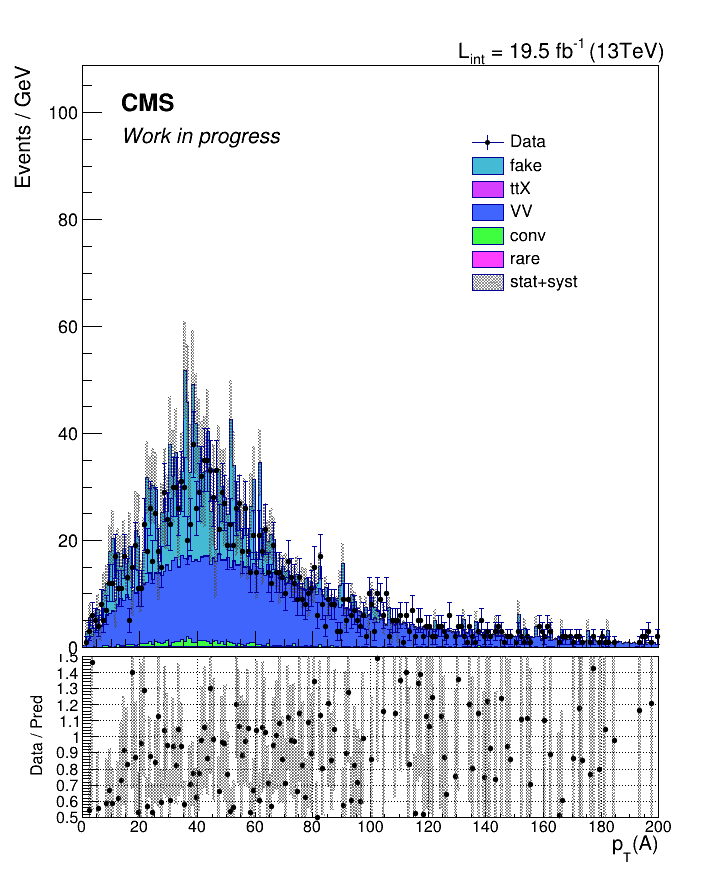 L_int = 19.5 fb^-1 (13TeV)
Events / GeV
CMS
Work in progress
Data
fake
ttX
VV
conv
rare
stat+syst
100
80
60
40
20
0
Data / Pred
1.5
1.4
1.3
1.2
1.1
1
0.9
0.8
0.7
0.6
0.5
0 20 40 60 80 100 120 140 160 180 200
p_T(A)